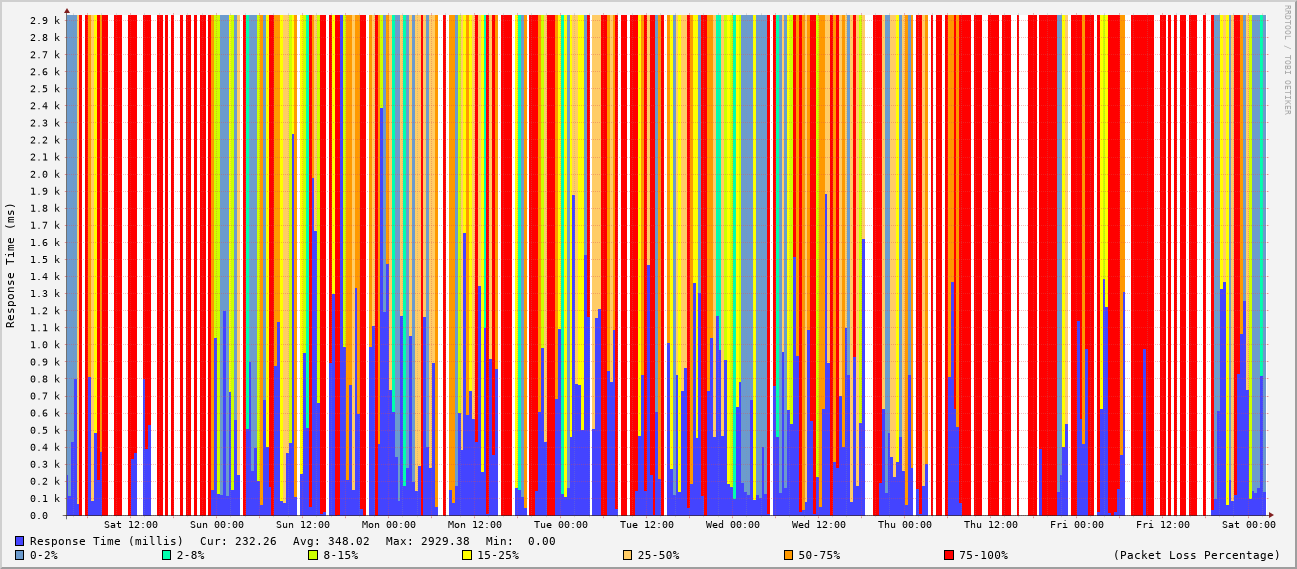 RRDTOOL / TOBI OETIKER
Response Time (ms)
2.9 k
2.8 k
2.7 k
2.6 k
2.5 k
2.4 k
2.3 k
2.2 k
2.1 k
2.0 k
1.9 k
1.8 k
1.7 k
1.6 k
1.5 k
1.4 k
1.3 k
1.2 k
1.1 k
1.0 k
0.9 k
0.8 k
0.7 k
0.6 k
0.5 k
0.4 k
0.3 k
0.2 k
0.1 k
0.0
Sat 12:00 Sun 00:00 Sun 12:00 Mon 00:00 Mon 12:00 Tue 00:00 Tue 12:00 Wed 00:00 Wed 12:00 Thu 00:00 Thu 12:00 Fri 00:00 Fri 12:00 Sat 00:00
Response Time (millis) Cur: 232.26 Avg: 348.02 Max: 2929.38 Min: 0.00
0-2% 2-8% 8-15% 15-25% 25-50% 50-75% 75-100% (Packet Loss Percentage)